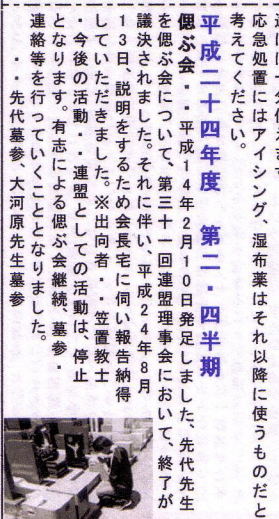 応急処置にはアイシング、湿布薬はそれ以降に使うものだと
考えてください。
平成二十四年度　第二・四半期
偲ぶ会・・平成14年2月10日発足しました、先代先生
を偲ぶ会について、第三十一回連盟理事会において、終了が
議決されました。それに伴い、平成24年8月
13日、説明をするため会長宅に伺い報告納得
していただきました。※出向者・・笠置教士
・今後の活動・・連盟としての活動は、停止
となります。有志による偲ぶ会継続、墓参・
連絡等を行っていくこととなりました。
・・先代墓参、大河原先生墓参